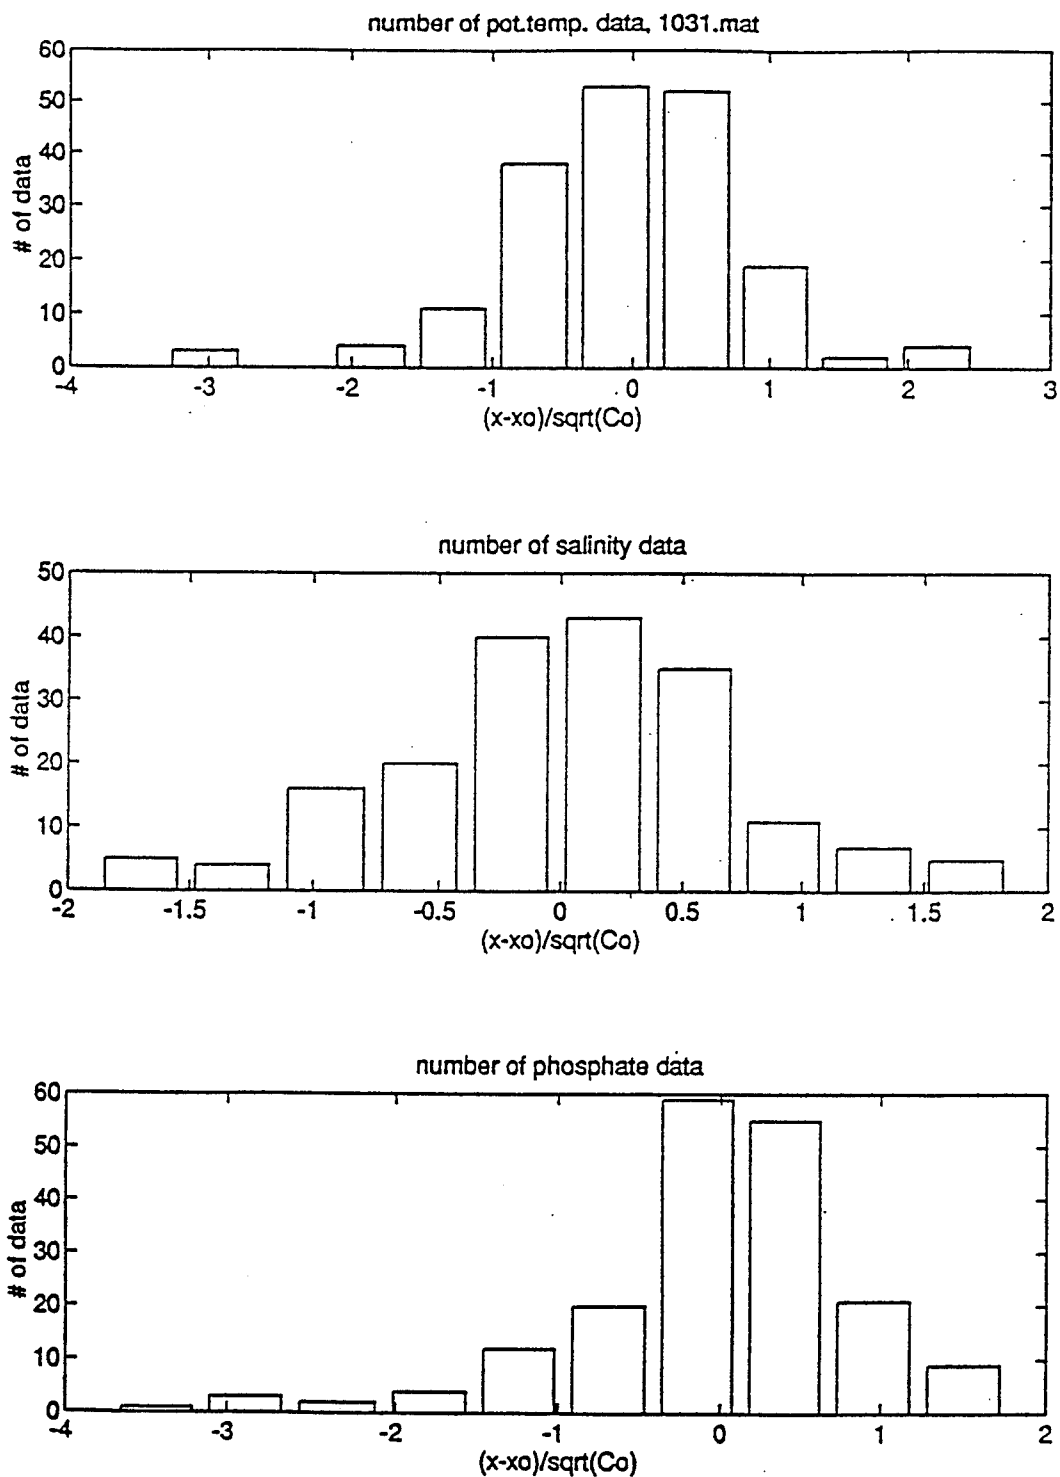 number of pot.temp. data, 1031.mat
60
50
40
30
20
10
0
# of data
-4 -3 -2 -1 0 1 2 3
(x-xo)/sqrt(Co)
number of salinity data
50
40
30
20
10
0
# of data
-2 -1.5 -1 -0.5 0 0.5 1 1.5 2
(x-xo)/sqrt(Co)
number of phosphate data
60
50
40
30
20
10
0
# of data
-4 -3 -2 -1 0 1 2
(x-xo)/sqrt(Co)